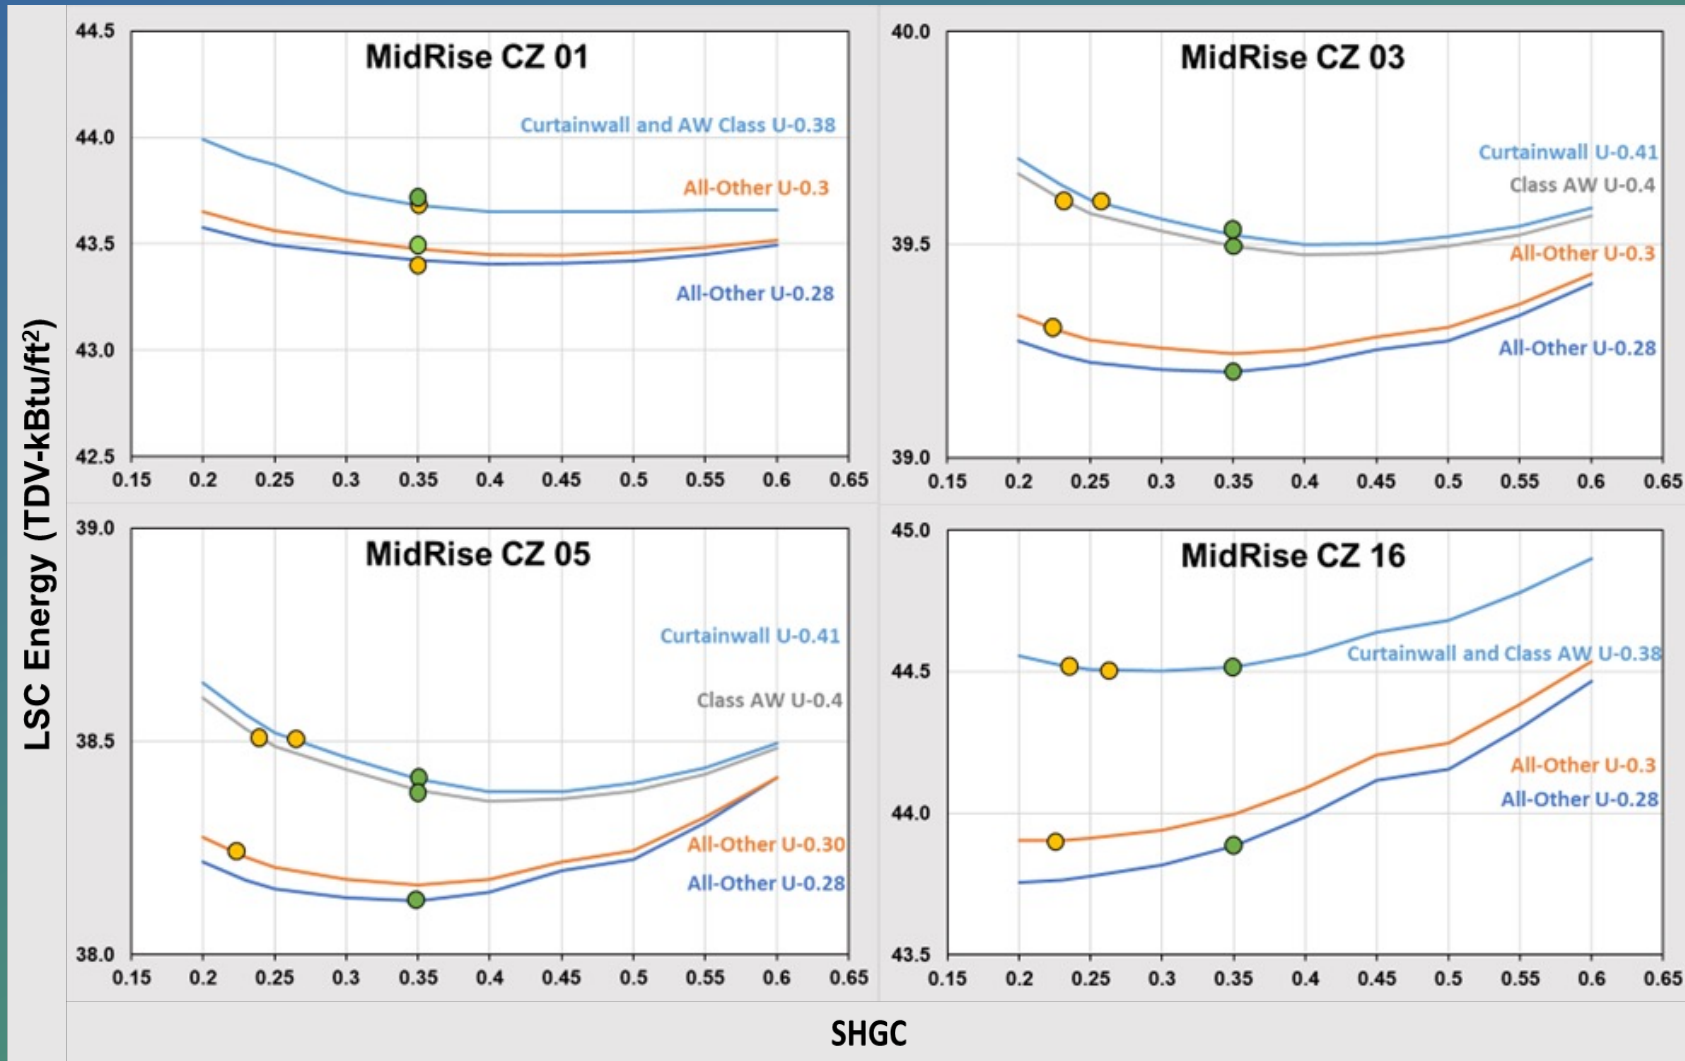 LSC Energy (TDV-kBtu/ft²)
MidRise CZ 01
44.5
44.0
43.5
43.0
42.5
Curtainwall and AW Class U-0.38
All-Other U-0.3
All-Other U-0.28
0.15 0.2 0.25 0.3 0.35 0.4 0.45 0.5 0.55 0.6 0.65
MidRise CZ 03
40.0
39.5
39.0
Curtainwall U-0.41
Class AW U-0.4
All-Other U-0.3
All-Other U-0.28
0.15 0.2 0.25 0.3 0.35 0.4 0.45 0.5 0.55 0.6 0.65
MidRise CZ 05
39.0
38.5
38.0
Curtainwall U-0.41
Class AW U-0.4
All-Other U-0.30
All-Other U-0.28
0.15 0.2 0.25 0.3 0.35 0.4 0.45 0.5 0.55 0.6 0.65
MidRise CZ 16
45.0
44.5
44.0
43.5
Curtainwall and Class AW U-0.38
All-Other U-0.3
All-Other U-0.28
0.15 0.2 0.25 0.3 0.35 0.4 0.45 0.5 0.55 0.6 0.65
SHGC